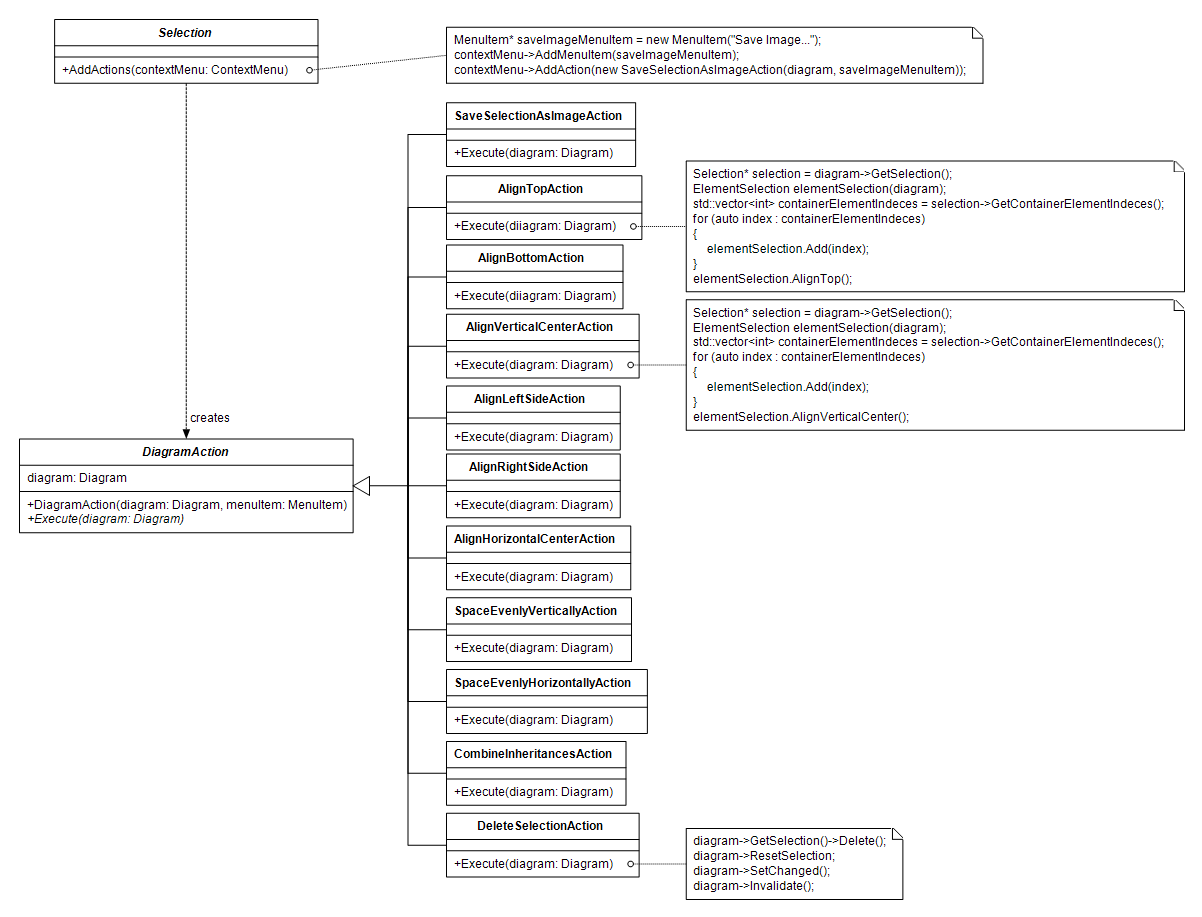 Selection
+AddActions(contextMenu: ContextMenu)
MenuItem* saveImageMenuItem = new MenuItem("Save Image...");
contextMenu->AddMenuItem(saveImageMenuItem);
contextMenu->AddAction(new SaveSelectionAsImageAction(diagram, saveImageMenuItem));
SaveSelectionAsImageAction
+Execute(diagram: Diagram)
AlignTopAction
+Execute(diiagram: Diagram)
Selection* selection = diagram->GetSelection();
ElementSelection elementSelection(diagram);
std::vector<int> containerElementIndeces = selection->GetContainerElementIndeces();
for (auto index : containerElementIndeces)
{
elementSelection.Add(index);
}
elementSelection.AlignTop();
AlignBottomAction
+Execute(diiagram: Diagram)
AlignVerticalCenterAction
+Execute(diagram: Diagram)
Selection* selection = diagram->GetSelection();
ElementSelection elementSelection(diagram);
std::vector<int> containerElementIndeces = selection->GetContainerElementIndeces();
for (auto index : containerElementIndeces)
{
elementSelection.Add(index);
}
elementSelection.AlignVerticalCenter();
AlignLeftSideAction
+Execute(diagram: Diagram)
creates
DiagramAction
diagram: Diagram
+DiagramAction(diagram: Diagram, menuItem: MenuItem)
+Execute(diagram: Diagram)
AlignRightSideAction
+Execute(diagram: Diagram)
AlignHorizontalCenterAction
+Execute(diagram: Diagram)
SpaceEvenlyVerticallyAction
+Execute(diagram: Diagram)
SpaceEvenlyHorizontallyAction
+Execute(diagram: Diagram)
CombineInheritancesAction
+Execute(diagram: Diagram)
DeleteSelectionAction
+Execute(diagram: Diagram)
diagram->GetSelection()->Delete();
diagram->ResetSelection;
diagram->SetChanged();
diagram->Invalidate();